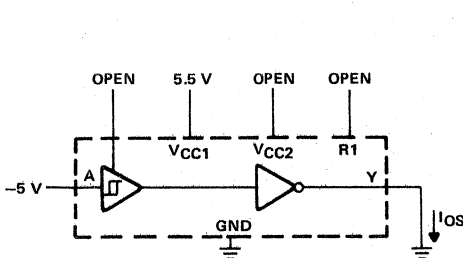 OPEN 5.5 V OPEN OPEN
VCC1 VCC2 R1
–5 V A Y
IOS
GND